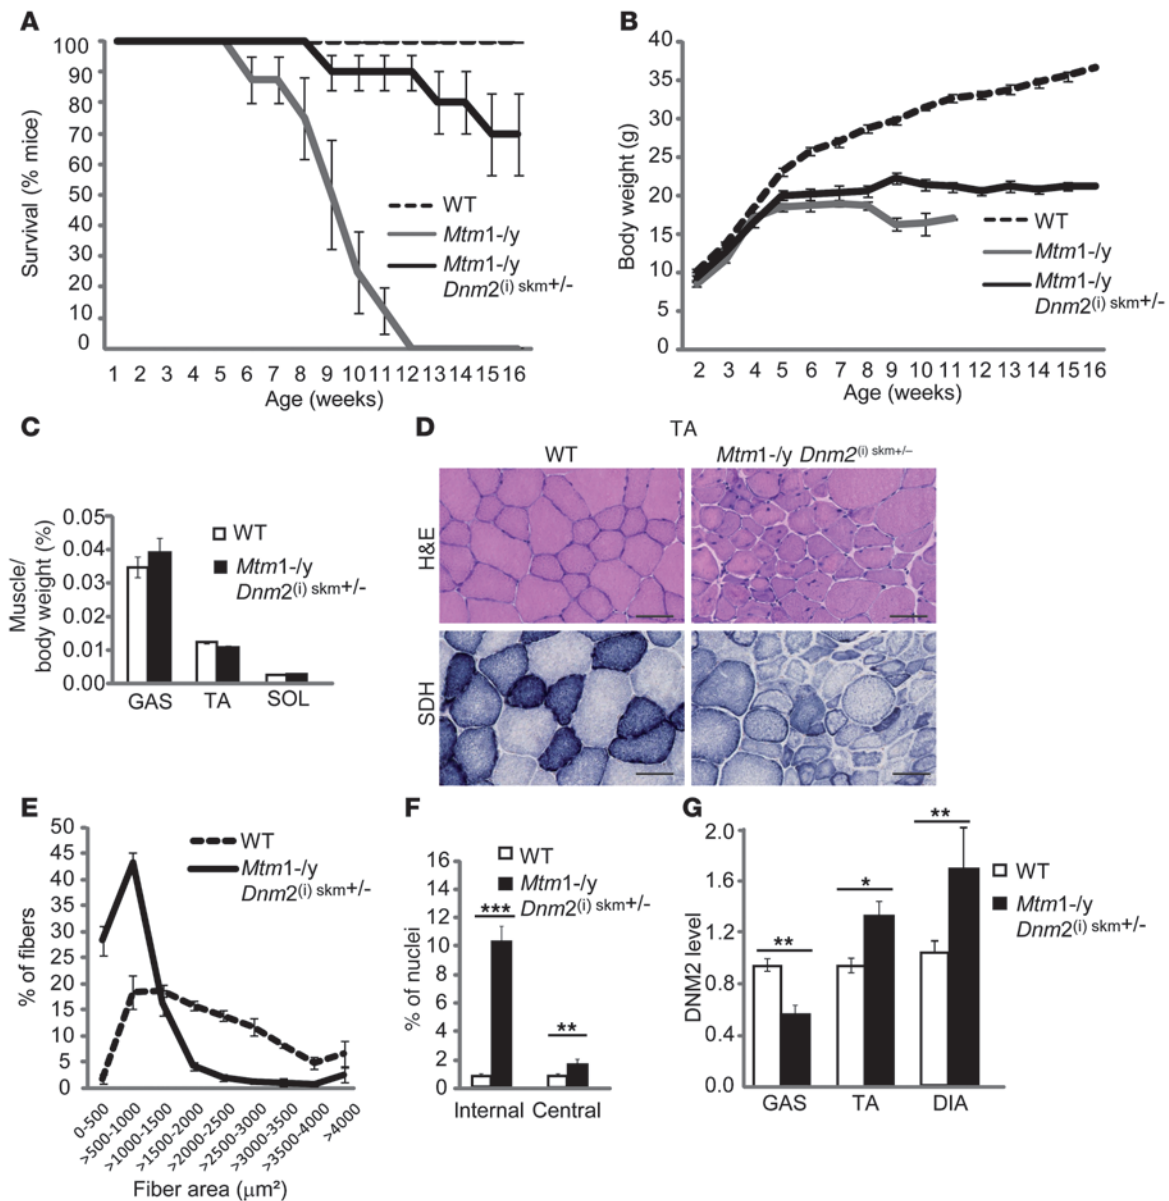 A
100
90
80
70
60
50
40
30
20
10
0
Survival (% mice)
WT
Mtm1-/y
Mtm1-/y
Dnm2(i) skm+/-
1 2 3 4 5 6 7 8 9 10 11 12 13 14 15 16
Age (weeks)
B
40
35
30
25
20
15
10
5
0
Body weight (g)
WT
Mtm1-/y
Mtm1-/y
Dnm2(i) skm+/-
2 3 4 5 6 7 8 9 10 11 12 13 14 15 16
Age (weeks)
C
0.05
0.04
0.03
0.02
0.01
0.00
Muscle/
body weight (%)
WT
Mtm1-/y
Dnm2(i) skm+/-
GAS TA SOL
D
TA
WT Mtm1-/y Dnm2(i) skm+/-
H&E
SDH
E
50
45
40
35
30
25
20
15
10
5
0
% of fibers
WT
Mtm1-/y
Dnm2(i) skm+/-
0-500
>500-1000
>1000-1500
>1500-2000
>2000-2500
>2500-3000
>3000-3500
>3500-4000
>4000
Fiber area (μm²)
F
16
14
12
10
8
6
4
2
0
% of nuclei
WT
Mtm1-/y
Dnm2(i) skm+/-
***
**
Internal Central
G
2.0
1.6
1.2
0.8
0.4
0.0
DNM2 level
**
*
**
WT
Mtm1-/y
Dnm2(i) skm+/-
GAS TA DIA